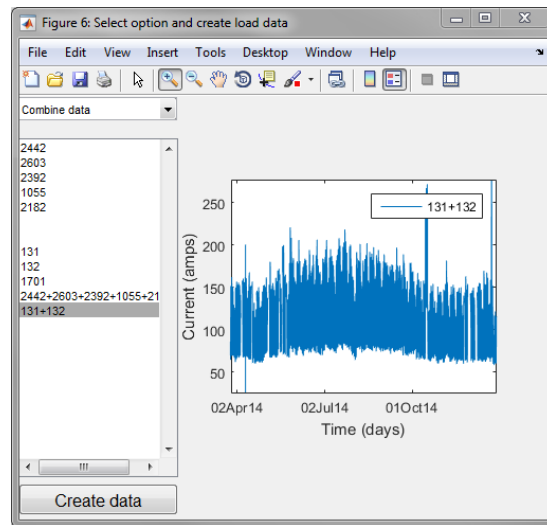 Figure 6: Select option and create load data
File Edit View Insert Tools Desktop Window Help
Combine data
2442
2603
2392
1055
2182
131
132
1701
2442+2603+2392+1055+21
131+132
Create data
131+132
250
200
150
100
50
Current (amps)
02Apr14 02Jul14 01Oct14
Time (days)